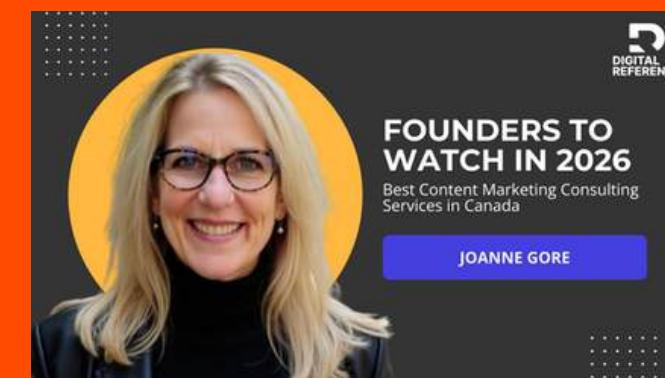 DIGITAL
FOUNDERS TO
WATCH IN 2026
Best Content Marketing Consulting
Services in Canada
JOANNE GORE